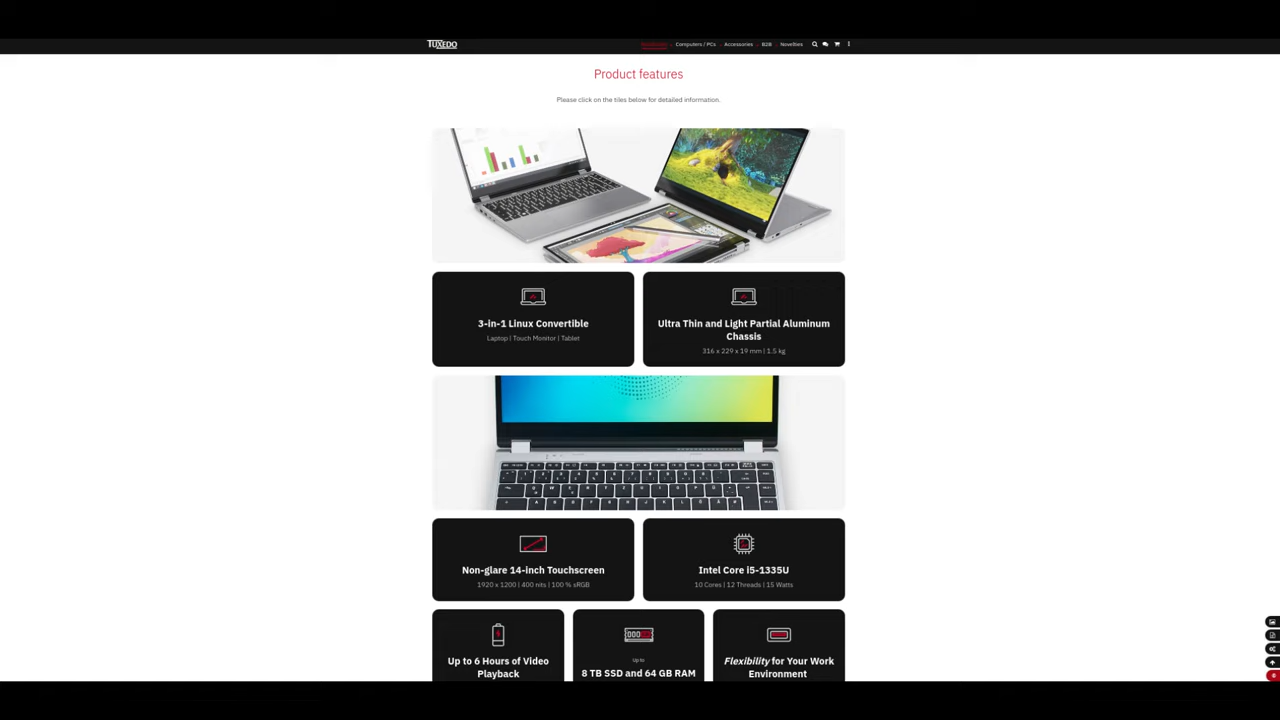 TUXEDO
Computers / PCs
Accessories
B2B
Novelties
Product features
Please click on the tiles below for detailed information.
3-in-1 Linux Convertible
Laptop | Touch Monitor | Tablet
Ultra Thin and Light Partial Aluminum
Chassis
316 x 229 x 19 mm | 1.5 kg
Non-glare 14-inch Touchscreen
1920 x 1200 | 400 nits | 100 % sRGB
Intel Core i5-1335U
10 Cores | 12 Threads | 15 Watts
Up to 6 Hours of Video
Playback
Up to
8 TB SSD and 64 GB RAM
Flexibility for Your Work
Environment